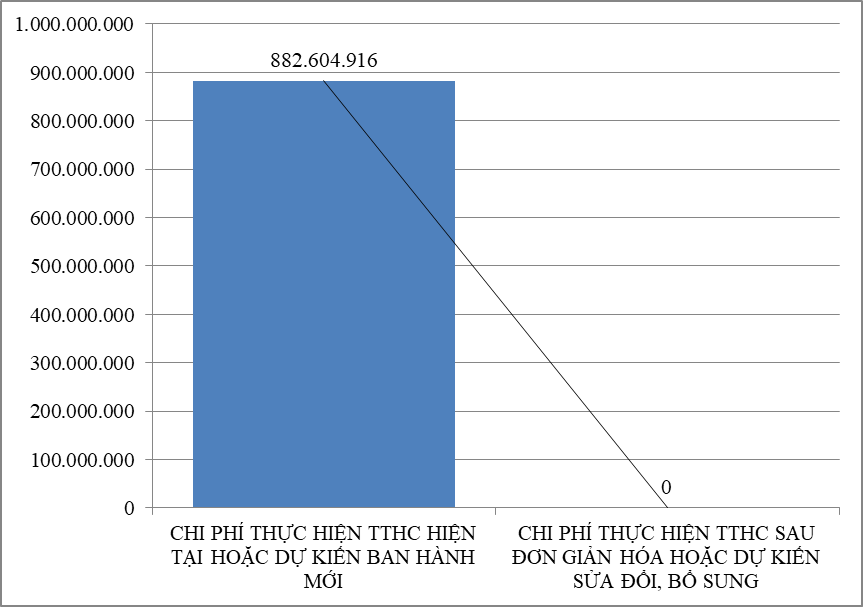 1.000.000.000
900.000.000
800.000.000
700.000.000
600.000.000
500.000.000
400.000.000
300.000.000
200.000.000
100.000.000
0
882.604.916
0
CHI PHÍ THỰC HIỆN TTHC HIỆN
TẠI HOẶC DỰ KIẾN BAN HÀNH
MỚI
CHI PHÍ THỰC HIỆN TTHC SAU
ĐƠN GIẢN HÓA HOẶC DỰ KIẾN
SỬA ĐỔI, BỔ SUNG